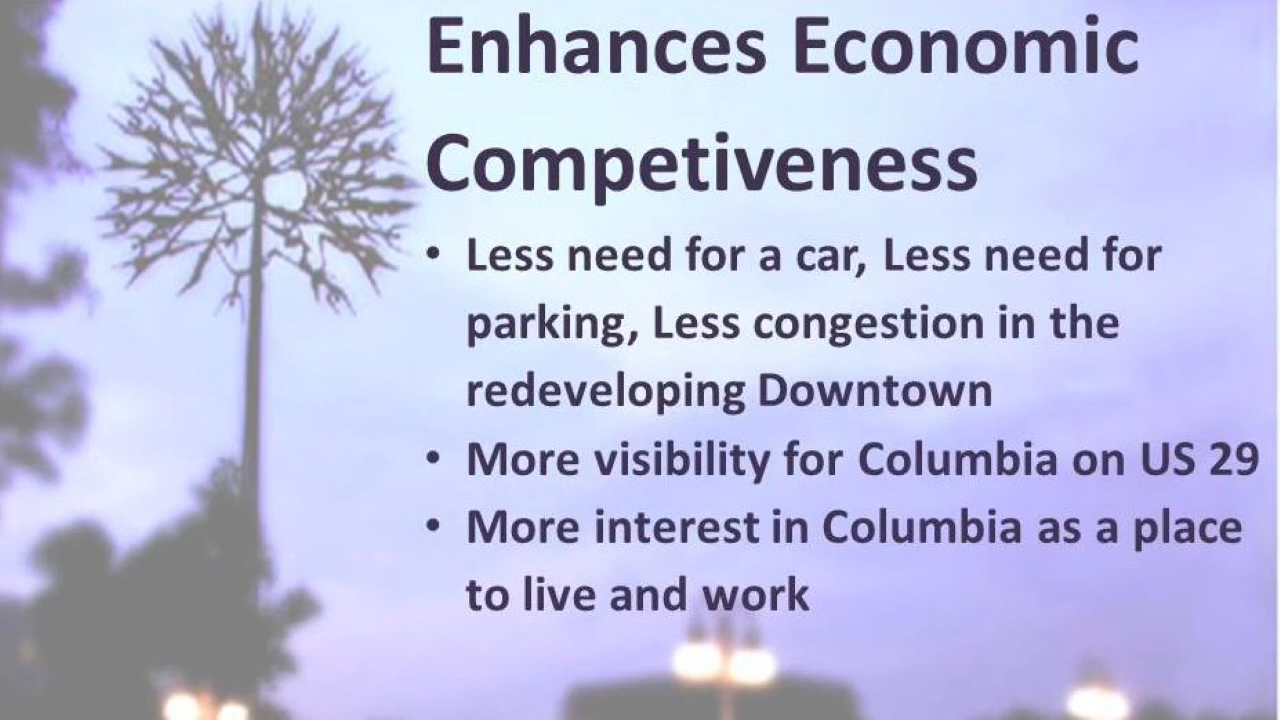 Enhances Economic
Competiveness
• Less need for a car, Less need for
parking, Less congestion in the
redeveloping Downtown
• More visibility for Columbia on US 29
• More interest in Columbia as a place
to live and work